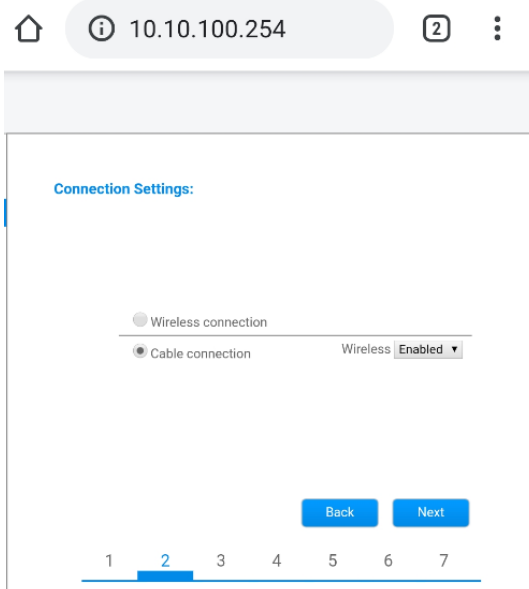 10.10.100.254
2
Connection Settings:
Wireless connection
Cable connection Wireless Enabled
Back Next
1 2 3 4 5 6 7